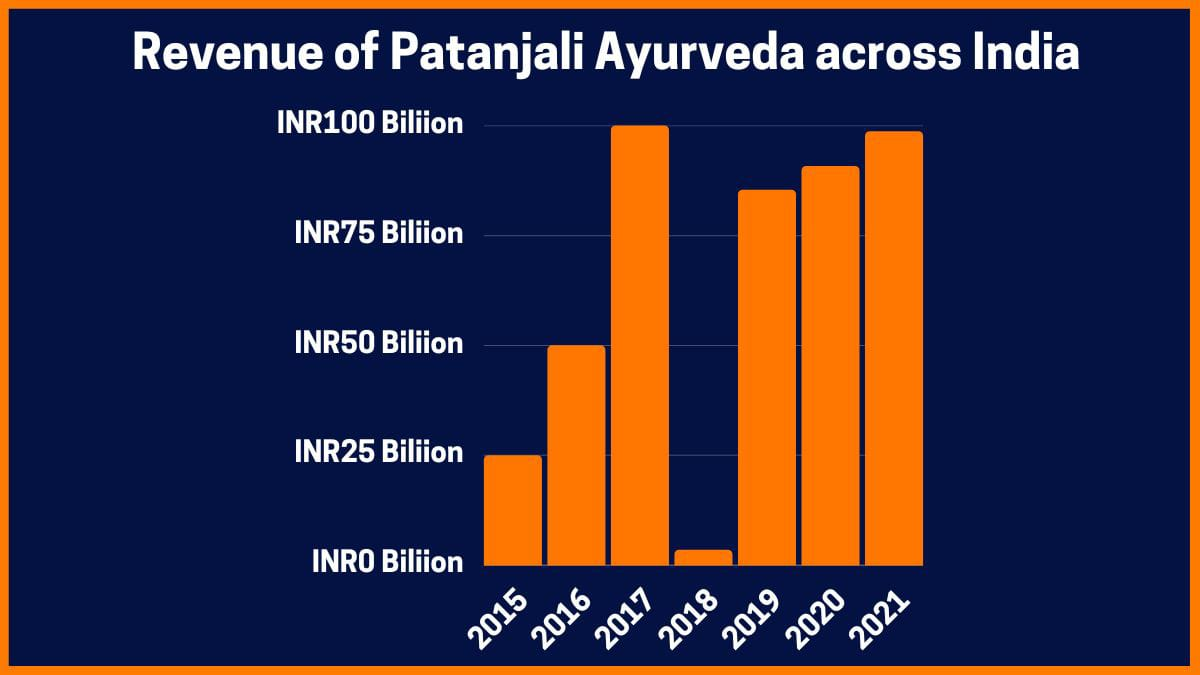 Revenue of Patanjali Ayurveda across India
INR100 Biliion
INR75 Biliion
INR50 Biliion
INR25 Biliion
INR0 Biliion
2015
2016
2017
2018
2019
2020
2021